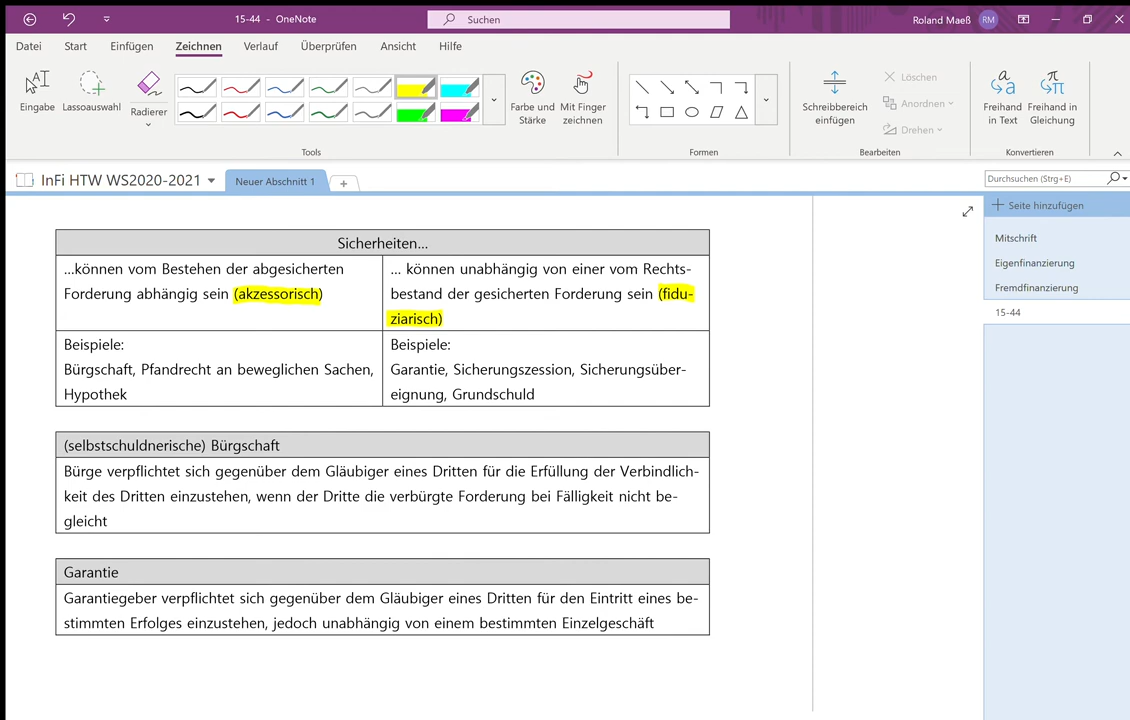 15-44 - OneNote
Suchen
Roland Maeß RM
Datei Start Einfügen Zeichnen Verlauf Überprüfen Ansicht Hilfe
Eingabe
Lassoauswahl
Radierer
Farbe und Stärke
Mit Finger zeichnen
Schreibbereich einfügen
Löschen
Anordnen
Drehen
Freihand in Text
Freihand in Gleichung
Tools Formen Bearbeiten Konvertieren
InFi HTW WS2020-2021
Neuer Abschnitt 1
Durchsuchen (Strg+E)
Seite hinzufügen
Mitschrift
Eigenfinanzierung
Fremdfinanzierung
15-44
Sicherheiten...
...können vom Bestehen der abgesicherten
Forderung abhängig sein (akzessorisch)
... können unabhängig von einer vom Rechts-
bestand der gesicherten Forderung sein (fidu-
ziarisch)
Beispiele:
Bürgschaft, Pfandrecht an beweglichen Sachen,
Hypothek
Beispiele:
Garantie, Sicherungszession, Sicherungsüber-
eignung, Grundschuld
(selbstschuldnerische) Bürgschaft
Bürge verpflichtet sich gegenüber dem Gläubiger eines Dritten für die Erfüllung der Verbindlich-
keit des Dritten einzustehen, wenn der Dritte die verbürgte Forderung bei Fälligkeit nicht be-
gleicht
Garantie
Garantiegeber verpflichtet sich gegenüber dem Gläubiger eines Dritten für den Eintritt eines be-
stimmten Erfolges einzustehen, jedoch unabhängig von einem bestimmten Einzelgeschäft